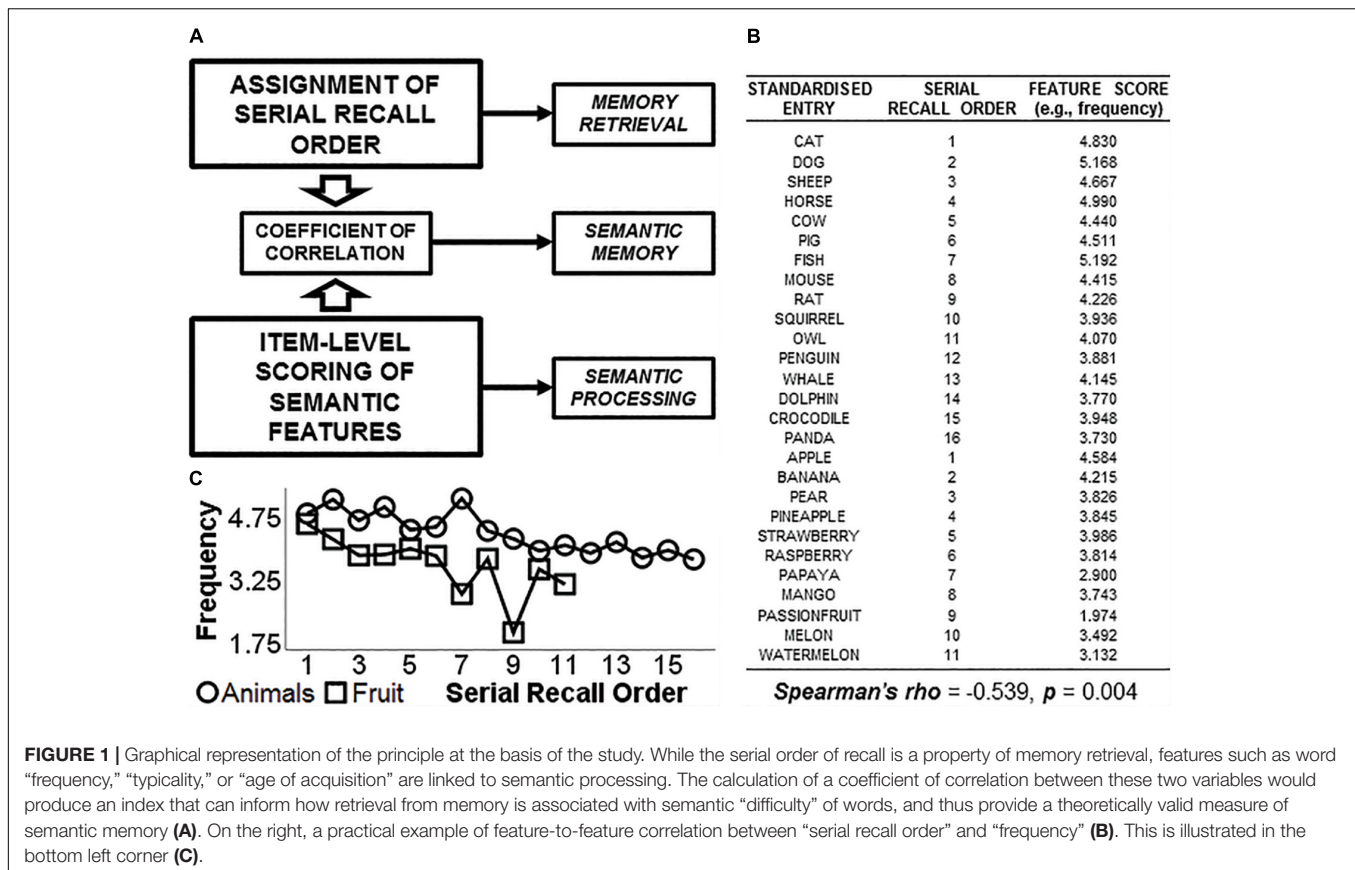 A
ASSIGNMENT OF
SERIAL RECALL
ORDER
MEMORY
RETRIEVAL
COEFFICIENT OF
CORRELATION
SEMANTIC
MEMORY
ITEM-LEVEL
SCORING OF
SEMANTIC
FEATURES
SEMANTIC
PROCESSING
C
Frequency
4.75
3.25
1.75
1 3 5 7 9 11 13 15
Animals Fruit Serial Recall Order
B
STANDARDISED ENTRY SERIAL RECALL ORDER FEATURE SCORE (e.g., frequency)
CAT 1 4.830
DOG 2 5.168
SHEEP 3 4.667
HORSE 4 4.990
COW 5 4.440
PIG 6 4.511
FISH 7 5.192
MOUSE 8 4.415
RAT 9 4.226
SQUIRREL 10 3.936
OWL 11 4.070
PENGUIN 12 3.881
WHALE 13 4.145
DOLPHIN 14 3.770
CROCODILE 15 3.948
PANDA 16 3.730
APPLE 1 4.584
BANANA 2 4.215
PEAR 3 3.826
PINEAPPLE 4 3.845
STRAWBERRY 5 3.986
RASPBERRY 6 3.814
PAPAYA 7 2.900
MANGO 8 3.743
PASSIONFRUIT 9 1.974
MELON 10 3.492
WATERMELON 11 3.132
Spearman's rho = -0.539, p = 0.004
FIGURE 1 | Graphical representation of the principle at the basis of the study. While the serial order of recall is a property of memory retrieval, features such as word
“frequency,” “typicality,” or “age of acquisition” are linked to semantic processing. The calculation of a coefficient of correlation between these two variables would
produce an index that can inform how retrieval from memory is associated with semantic “difficulty” of words, and thus provide a theoretically valid measure of
semantic memory (A). On the right, a practical example of feature-to-feature correlation between “serial recall order” and “frequency” (B). This is illustrated in the
bottom left corner (C).